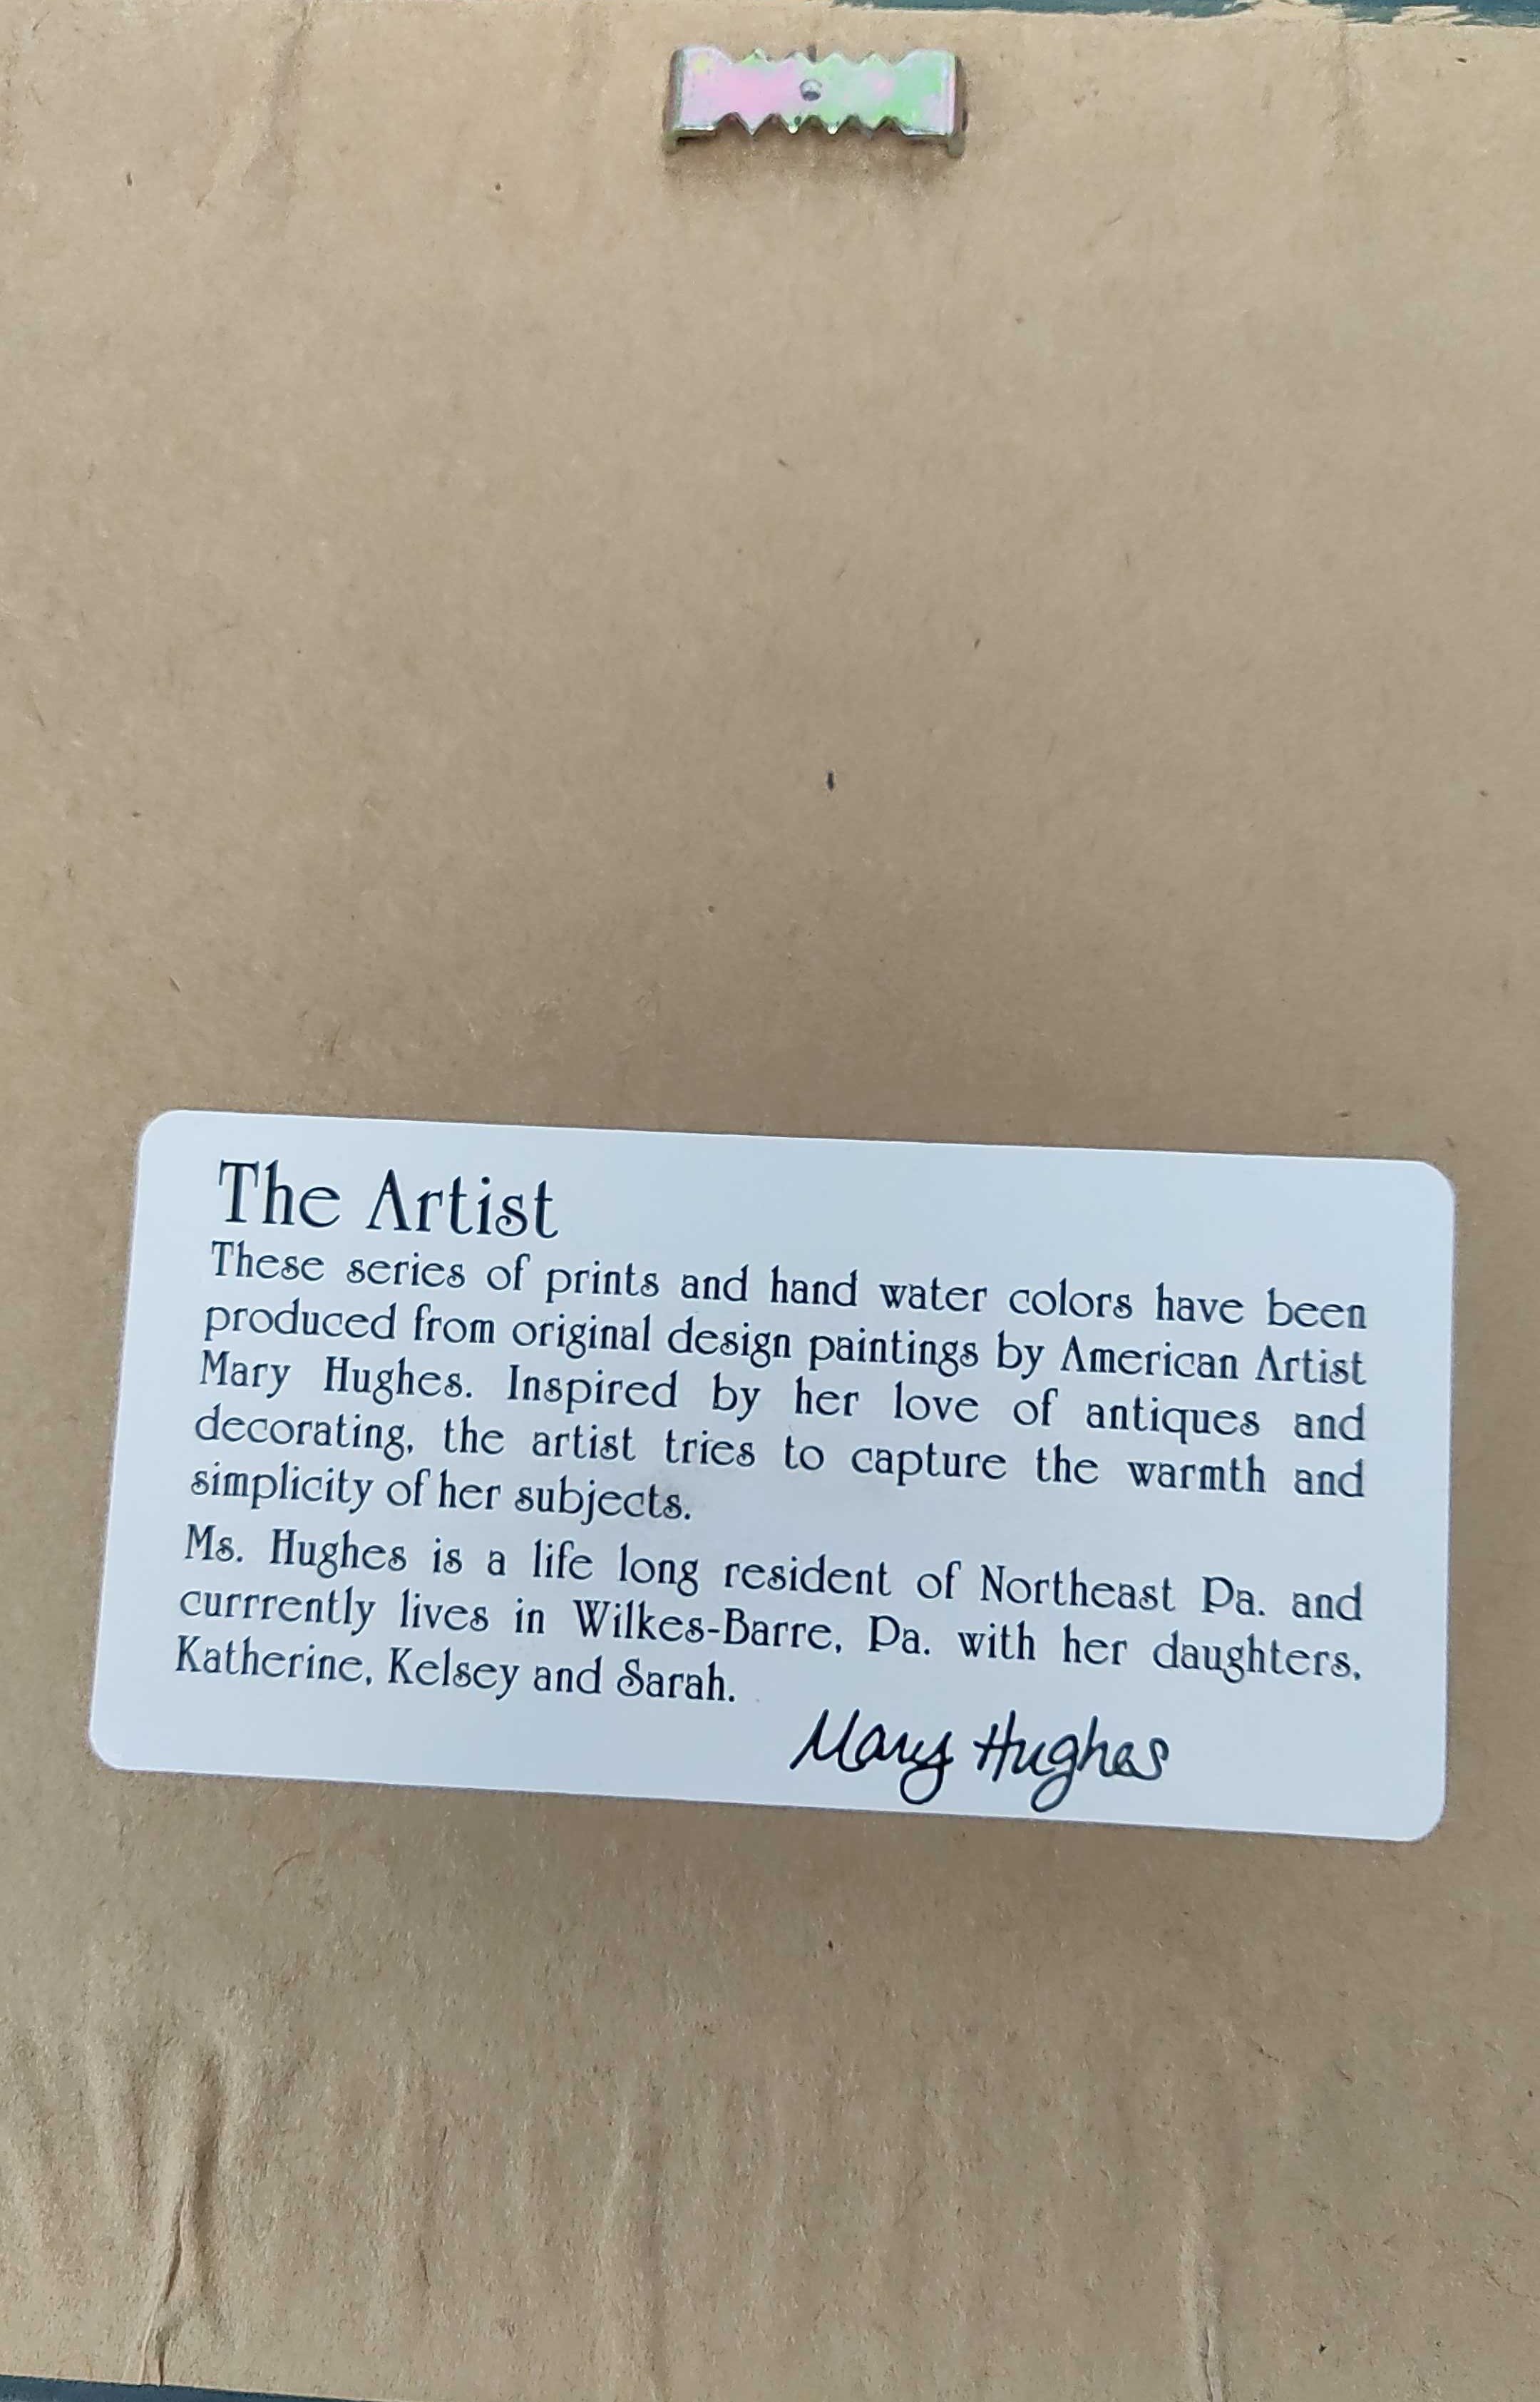 The Artist
These series of prints and hand water colors have been
produced from original design paintings by American Artist
Mary Hughes. Inspired by her love of antiques and
decorating, the artist tries to capture the warmth and
simplicity of her subjects.
Ms. Hughes is a life long resident of Northeast Pa. and
currrently lives in Wilkes-Barre, Pa. with her daughters,
Katherine, Kelsey and Sarah.
Mary Hughes